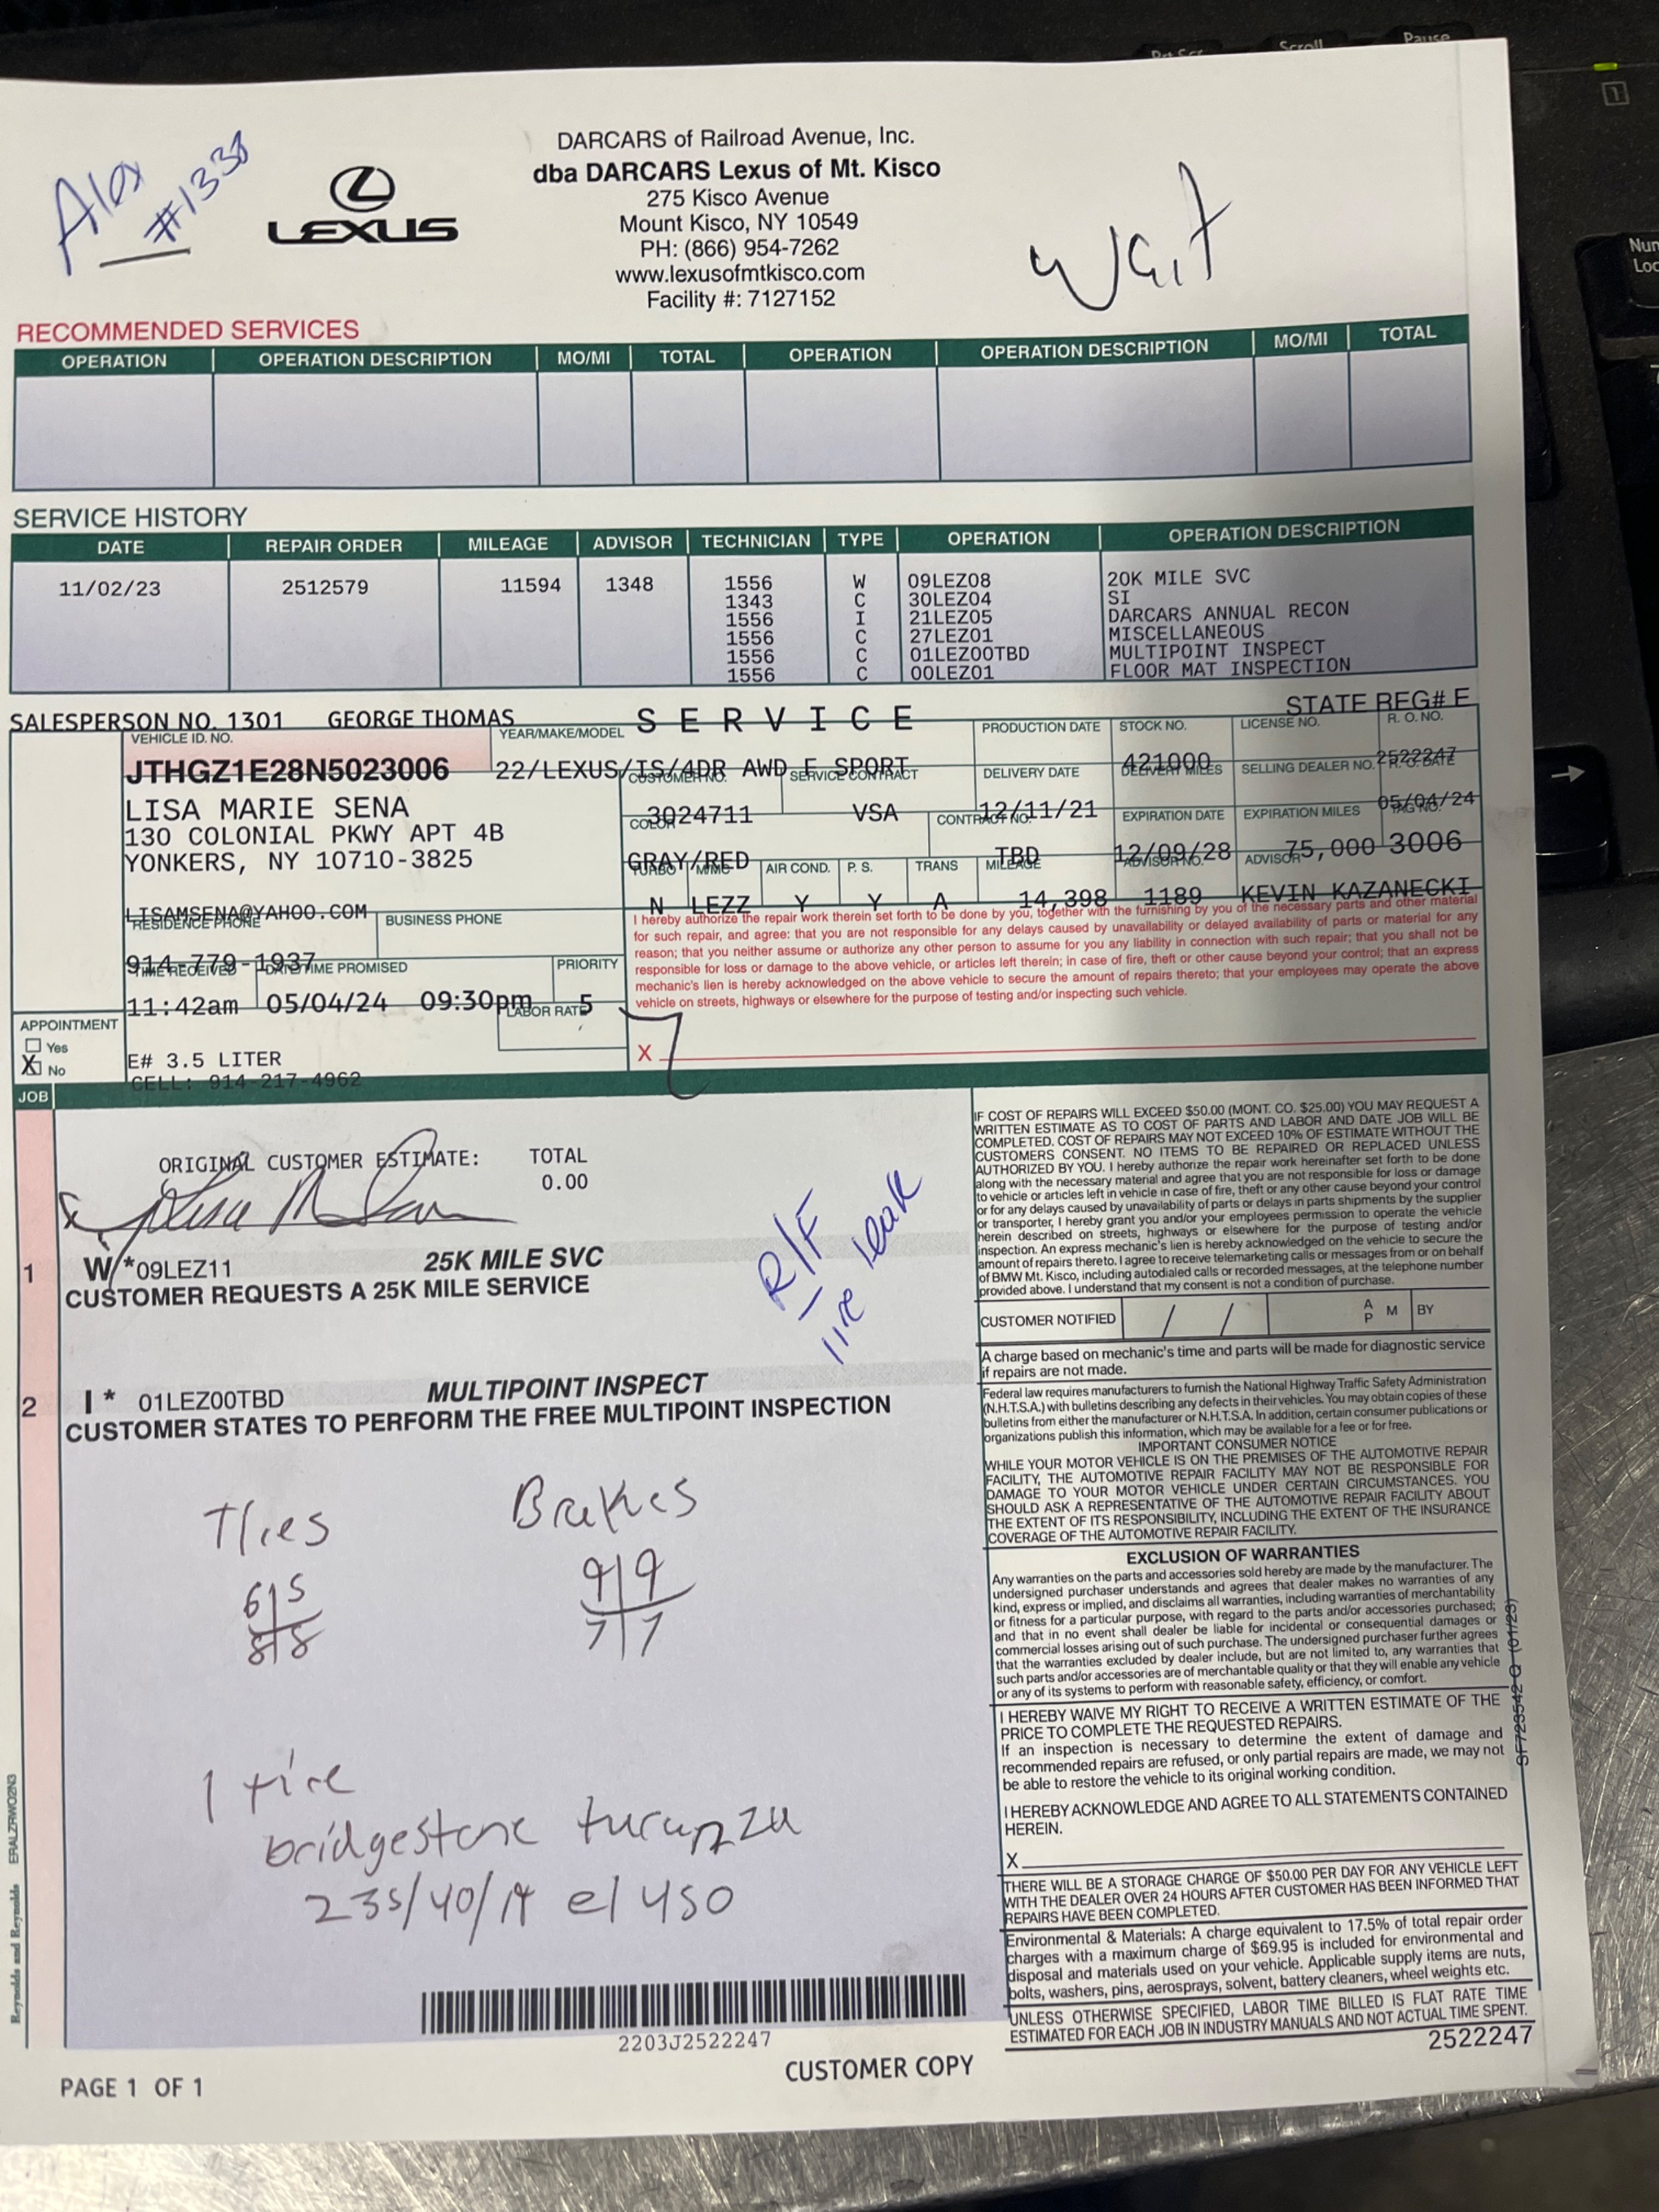 Prt Scr
Scroll
Pause
Alex
#1338
LEXUS
DARCARS of Railroad Avenue, Inc.
dba DARCARS Lexus of Mt. Kisco
275 Kisco Avenue
Mount Kisco, NY 10549
PH: (866) 954-7262
www.lexusofmtkisco.com
Facility #: 7127152
Wait
Num
Loc
RECOMMENDED SERVICES
OPERATION OPERATION DESCRIPTION MO/MI TOTAL OPERATION OPERATION DESCRIPTION MO/MI TOTAL
SERVICE HISTORY
DATE REPAIR ORDER MILEAGE ADVISOR TECHNICIAN TYPE OPERATION OPERATION DESCRIPTION
11/02/23 2512579 11594 1348 1556 W 09LEZ08 20K MILE SVC
1343 C 30LEZ04 SI
1556 I 21LEZ05 DARCARS ANNUAL RECON
1556 C 27LEZ01 MISCELLANEOUS
1556 C 01LEZ00TBD MULTIPOINT INSPECT
1556 C 00LEZ01 FLOOR MAT INSPECTION
SALESPERSON NO. 1301 GEORGE THOMAS SERVICE STATE REG# E
VEHICLE ID. NO. YEAR/MAKE/MODEL PRODUCTION DATE STOCK NO. LICENSE NO. R. O. NO.
JTHGZ1E28N5023006 22/LEXUS/IS/4DR AWD F SPORT 421000 2522247
CUSTOMER NO. SERVICE CONTRACT DELIVERY DATE DELIVERY MILES SELLING DEALER NO. R. O. DATE
LISA MARIE SENA 3024711 VSA 12/11/21 05/04/24
130 COLONIAL PKWY APT 4B
YONKERS, NY 10710-3825
COLOR CONTRACT NO. EXPIRATION DATE EXPIRATION MILES TAG NO.
GRAY/RED TBD 12/09/28 75,000 3006
TURBO M/MC AIR COND. P. S. TRANS MILEAGE ADVISOR NO. ADVISOR
N LEZZ Y Y A 14,398 1189 KEVIN KAZANECKI
LISAMSENA@YAHOO.COM
RESIDENCE PHONE BUSINESS PHONE
914-779-1937
TIME RECEIVED DATE/TIME PROMISED PRIORITY
11:42am 05/04/24 09:30pm 5
LABOR RATE
I hereby authorize the repair work therein set forth to be done by you, together with the furnishing by you of the necessary parts and other material
for such repair, and agree: that you are not responsible for any delays caused by unavailability or delayed availability of parts or material for any
reason; that you neither assume or authorize any other person to assume for you any liability in connection with such repair; that you shall not be
responsible for loss or damage to the above vehicle, or articles left therein; in case of fire, theft or other cause beyond your control; that an express
mechanic's lien is hereby acknowledged on the above vehicle to secure the amount of repairs thereto; that your employees may operate the above
vehicle on streets, highways or elsewhere for the purpose of testing and/or inspecting such vehicle.
X
APPOINTMENT
Yes
X No
E# 3.5 LITER
CELL: 914-217-4962
JOB
ORIGINAL CUSTOMER ESTIMATE: TOTAL
0.00
x Lisa M Sena
R/F
tire leak
1 W/*09LEZ11 25K MILE SVC
CUSTOMER REQUESTS A 25K MILE SERVICE
2 I * 01LEZ00TBD MULTIPOINT INSPECT
CUSTOMER STATES TO PERFORM THE FREE MULTIPOINT INSPECTION
Tires Brakes
6 5 9 9
8 8 7 7
1 tire
bridgestone turanza
235/40/19 el 450
IF COST OF REPAIRS WILL EXCEED $50.00 (MONT. CO. $25.00) YOU MAY REQUEST A
WRITTEN ESTIMATE AS TO COST OF PARTS AND LABOR AND DATE JOB WILL BE
COMPLETED. COST OF REPAIRS MAY NOT EXCEED 10% OF ESTIMATE WITHOUT THE
CUSTOMERS CONSENT. NO ITEMS TO BE REPAIRED OR REPLACED UNLESS
AUTHORIZED BY YOU. I hereby authorize the repair work hereinafter set forth to be done
along with the necessary material and agree that you are not responsible for loss or damage
to vehicle or articles left in vehicle in case of fire, theft or any other cause beyond your control
or for any delays caused by unavailability of parts or delays in parts shipments by the supplier
or transporter, I hereby grant you and/or your employees permission to operate the vehicle
herein described on streets, highways or elsewhere for the purpose of testing and/or
inspection. An express mechanic's lien is hereby acknowledged on the vehicle to secure the
amount of repairs thereto. I agree to receive telemarketing calls or messages from or on behalf
of BMW Mt. Kisco, including autodialed calls or recorded messages, at the telephone number
provided above. I understand that my consent is not a condition of purchase.
CUSTOMER NOTIFIED / / A P M BY
A charge based on mechanic's time and parts will be made for diagnostic service
if repairs are not made.
Federal law requires manufacturers to furnish the National Highway Traffic Safety Administration
(N.H.T.S.A.) with bulletins describing any defects in their vehicles. You may obtain copies of these
bulletins from either the manufacturer or N.H.T.S.A. In addition, certain consumer publications or
organizations publish this information, which may be available for a fee or for free.
IMPORTANT CONSUMER NOTICE
WHILE YOUR MOTOR VEHICLE IS ON THE PREMISES OF THE AUTOMOTIVE REPAIR
FACILITY, THE AUTOMOTIVE REPAIR FACILITY MAY NOT BE RESPONSIBLE FOR
DAMAGE TO YOUR MOTOR VEHICLE UNDER CERTAIN CIRCUMSTANCES. YOU
SHOULD ASK A REPRESENTATIVE OF THE AUTOMOTIVE REPAIR FACILITY ABOUT
THE EXTENT OF ITS RESPONSIBILITY, INCLUDING THE EXTENT OF THE INSURANCE
COVERAGE OF THE AUTOMOTIVE REPAIR FACILITY.
EXCLUSION OF WARRANTIES
Any warranties on the parts and accessories sold hereby are made by the manufacturer. The
undersigned purchaser understands and agrees that dealer makes no warranties of any
kind, express or implied, and disclaims all warranties, including warranties of merchantability
or fitness for a particular purpose, with regard to the parts and/or accessories purchased;
and that in no event shall dealer be liable for incidental or consequential damages or
commercial losses arising out of such purchase. The undersigned purchaser further agrees
that the warranties excluded by dealer include, but are not limited to, any warranties that
such parts and/or accessories are of merchantable quality or that they will enable any vehicle
or any of its systems to perform with reasonable safety, efficiency, or comfort.
I HEREBY WAIVE MY RIGHT TO RECEIVE A WRITTEN ESTIMATE OF THE
PRICE TO COMPLETE THE REQUESTED REPAIRS.
If an inspection is necessary to determine the extent of damage and
recommended repairs are refused, or only partial repairs are made, we may not
be able to restore the vehicle to its original working condition.
I HEREBY ACKNOWLEDGE AND AGREE TO ALL STATEMENTS CONTAINED
HEREIN.
X
THERE WILL BE A STORAGE CHARGE OF $50.00 PER DAY FOR ANY VEHICLE LEFT
WITH THE DEALER OVER 24 HOURS AFTER CUSTOMER HAS BEEN INFORMED THAT
REPAIRS HAVE BEEN COMPLETED.
Environmental & Materials: A charge equivalent to 17.5% of total repair order
charges with a maximum charge of $69.95 is included for environmental and
disposal and materials used on your vehicle. Applicable supply items are nuts,
bolts, washers, pins, aerosprays, solvent, battery cleaners, wheel weights etc.
UNLESS OTHERWISE SPECIFIED, LABOR TIME BILLED IS FLAT RATE TIME
ESTIMATED FOR EACH JOB IN INDUSTRY MANUALS AND NOT ACTUAL TIME SPENT.
2522247
SF723542 Q (01/23)
Reynolds and Reynolds ERALZRWO2N3
2203J2522247
CUSTOMER COPY
PAGE 1 OF 1